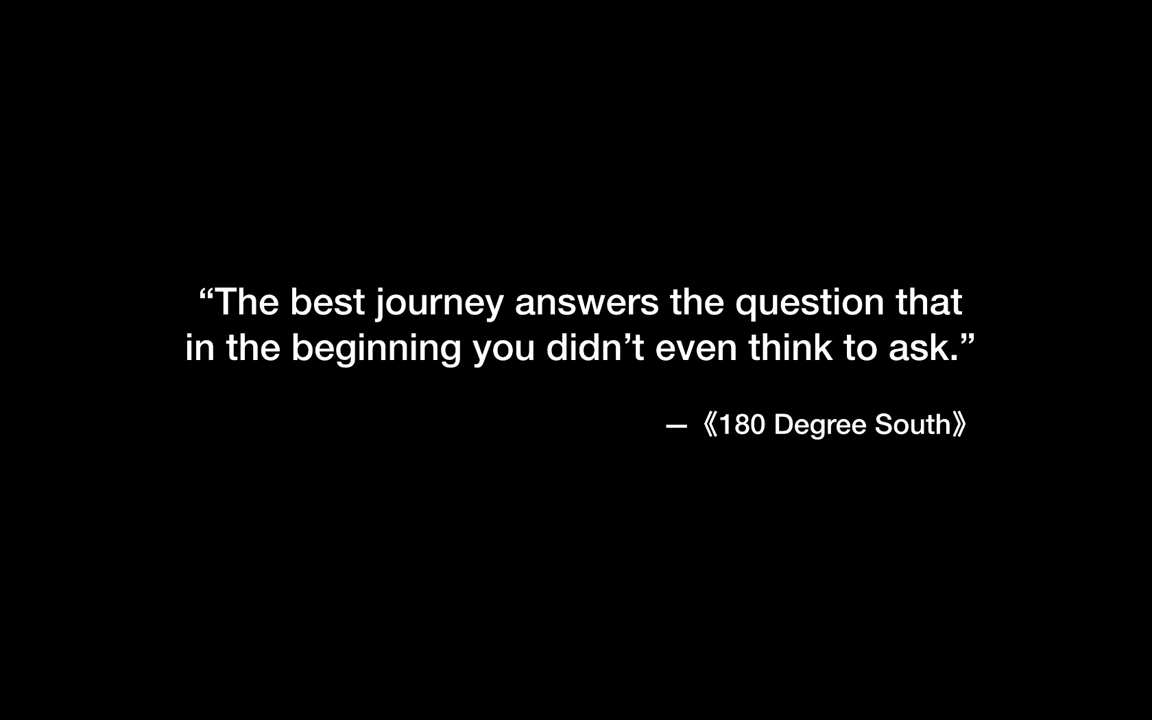 “The best journey answers the question that
in the beginning you didn’t even think to ask.”
— 《180 Degree South》